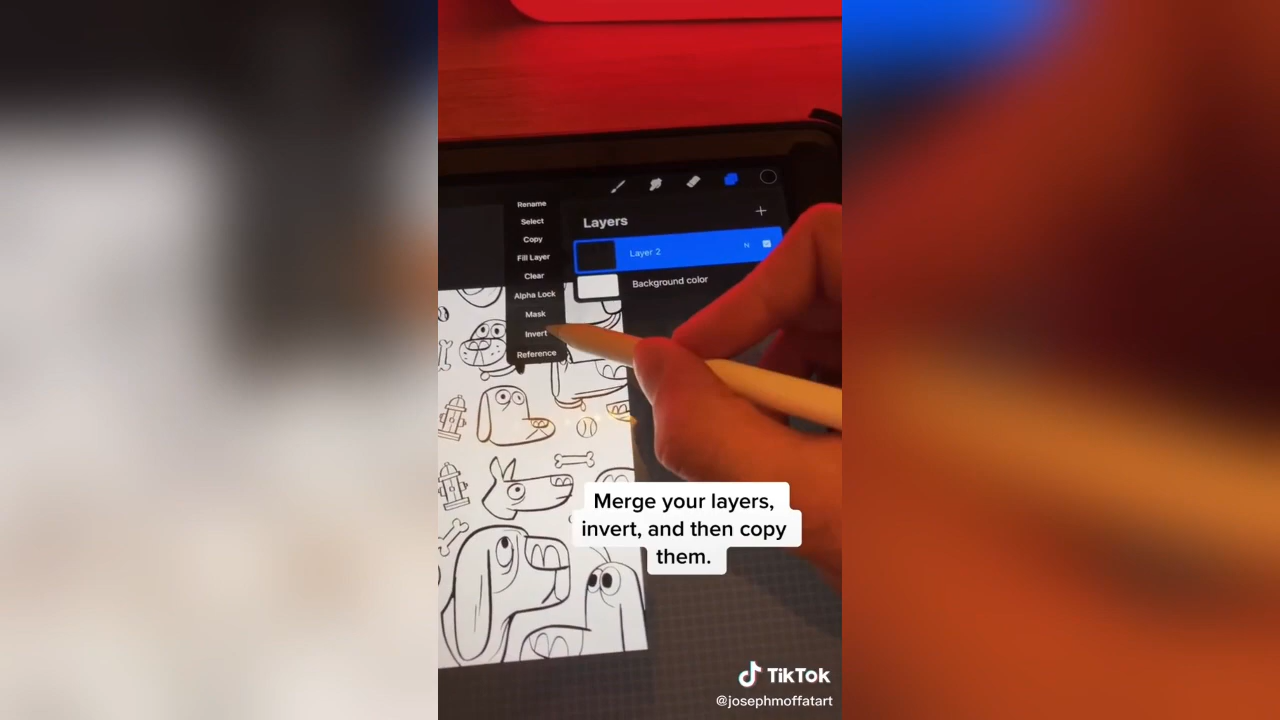 Rename
Select
Copy
Fill Layer
Clear
Alpha Lock
Mask
Invert
Reference
Layers
Layer 2
N
Background color
Merge your layers,
invert, and then copy
them.
TikTok
@josephmoffatart